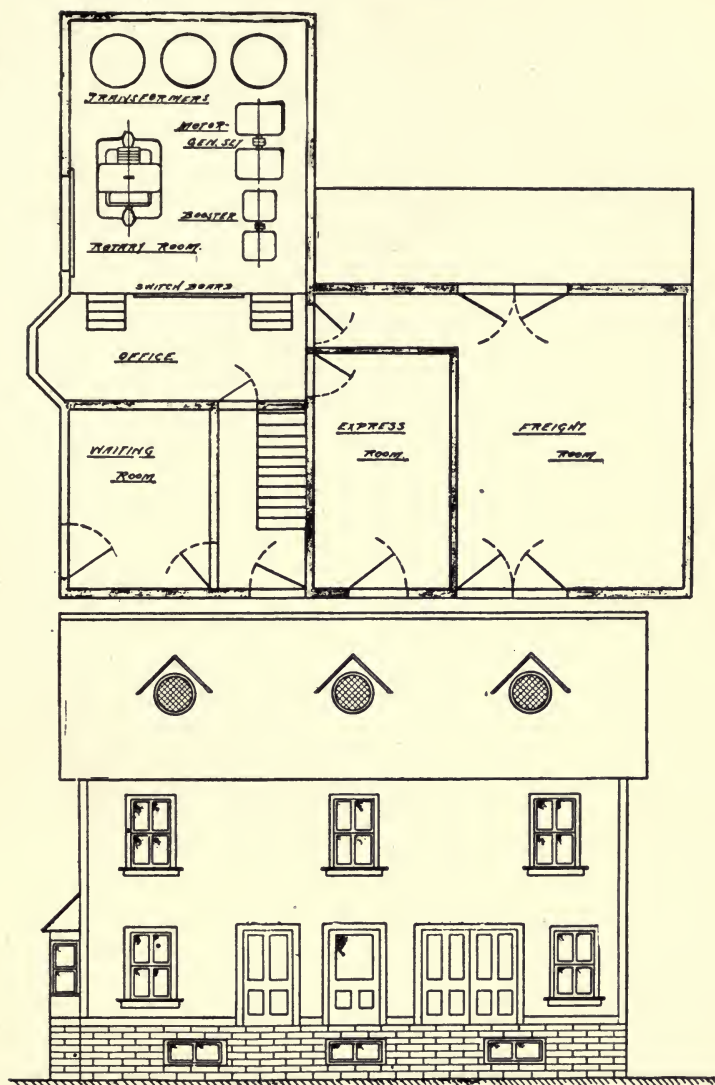 TRANSFORMERS
MOTOR-
GEN. SET
BOOSTER
ROTARY ROOM.
SWITCH BOARD
OFFICE
WAITING
ROOM
EXPRESS
ROOM
FREIGHT
ROOM